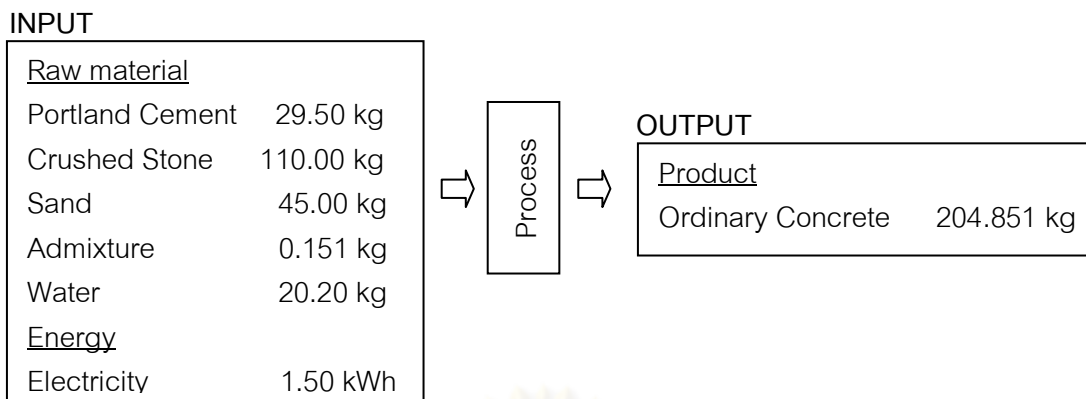 INPUT
Raw material
Portland Cement 29.50 kg
Crushed Stone 110.00 kg
Sand 45.00 kg
Admixture 0.151 kg
Water 20.20 kg
Energy
Electricity 1.50 kWh
Process
OUTPUT
Product
Ordinary Concrete 204.851 kg